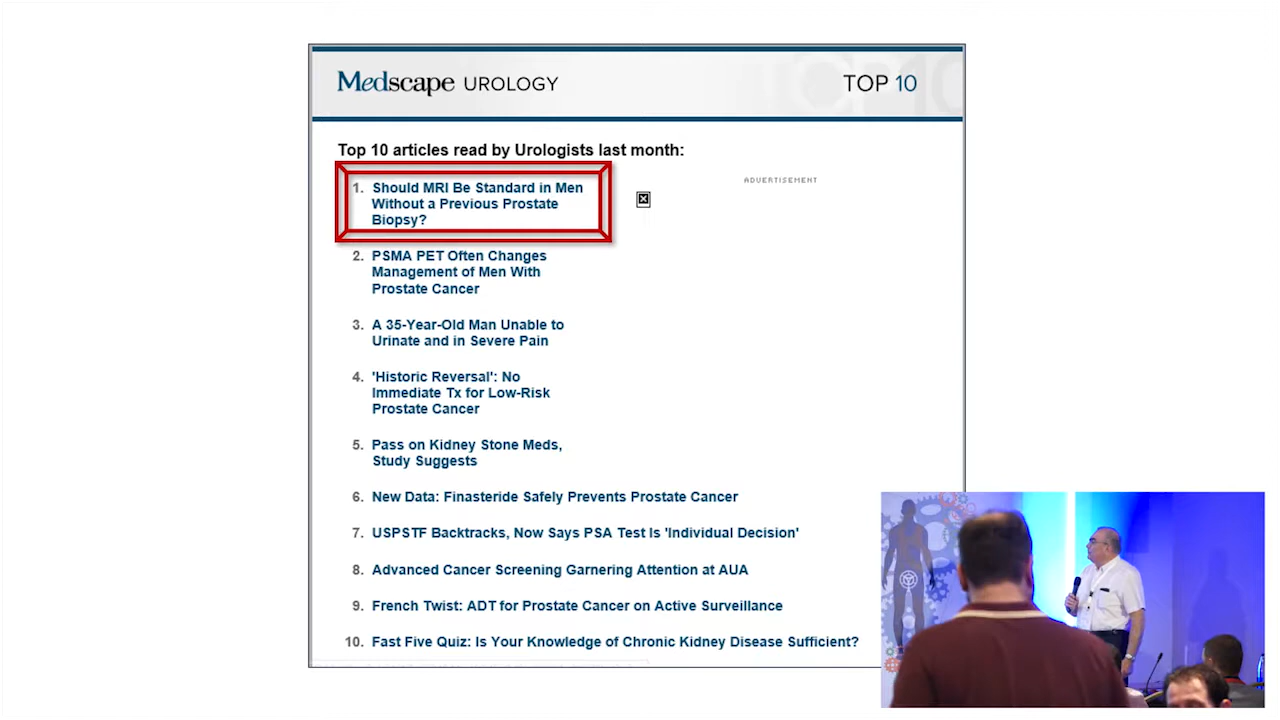 Medscape UROLOGY
TOP 10
Top 10 articles read by Urologists last month:
ADVERTISEMENT
1. Should MRI Be Standard in Men
Without a Previous Prostate
Biopsy?
2. PSMA PET Often Changes
Management of Men With
Prostate Cancer
3. A 35-Year-Old Man Unable to
Urinate and in Severe Pain
4. 'Historic Reversal': No
Immediate Tx for Low-Risk
Prostate Cancer
5. Pass on Kidney Stone Meds,
Study Suggests
6. New Data: Finasteride Safely Prevents Prostate Cancer
7. USPSTF Backtracks, Now Says PSA Test Is 'Individual Decision'
8. Advanced Cancer Screening Garnering Attention at AUA
9. French Twist: ADT for Prostate Cancer on Active Surveillance
10. Fast Five Quiz: Is Your Knowledge of Chronic Kidney Disease Sufficient?